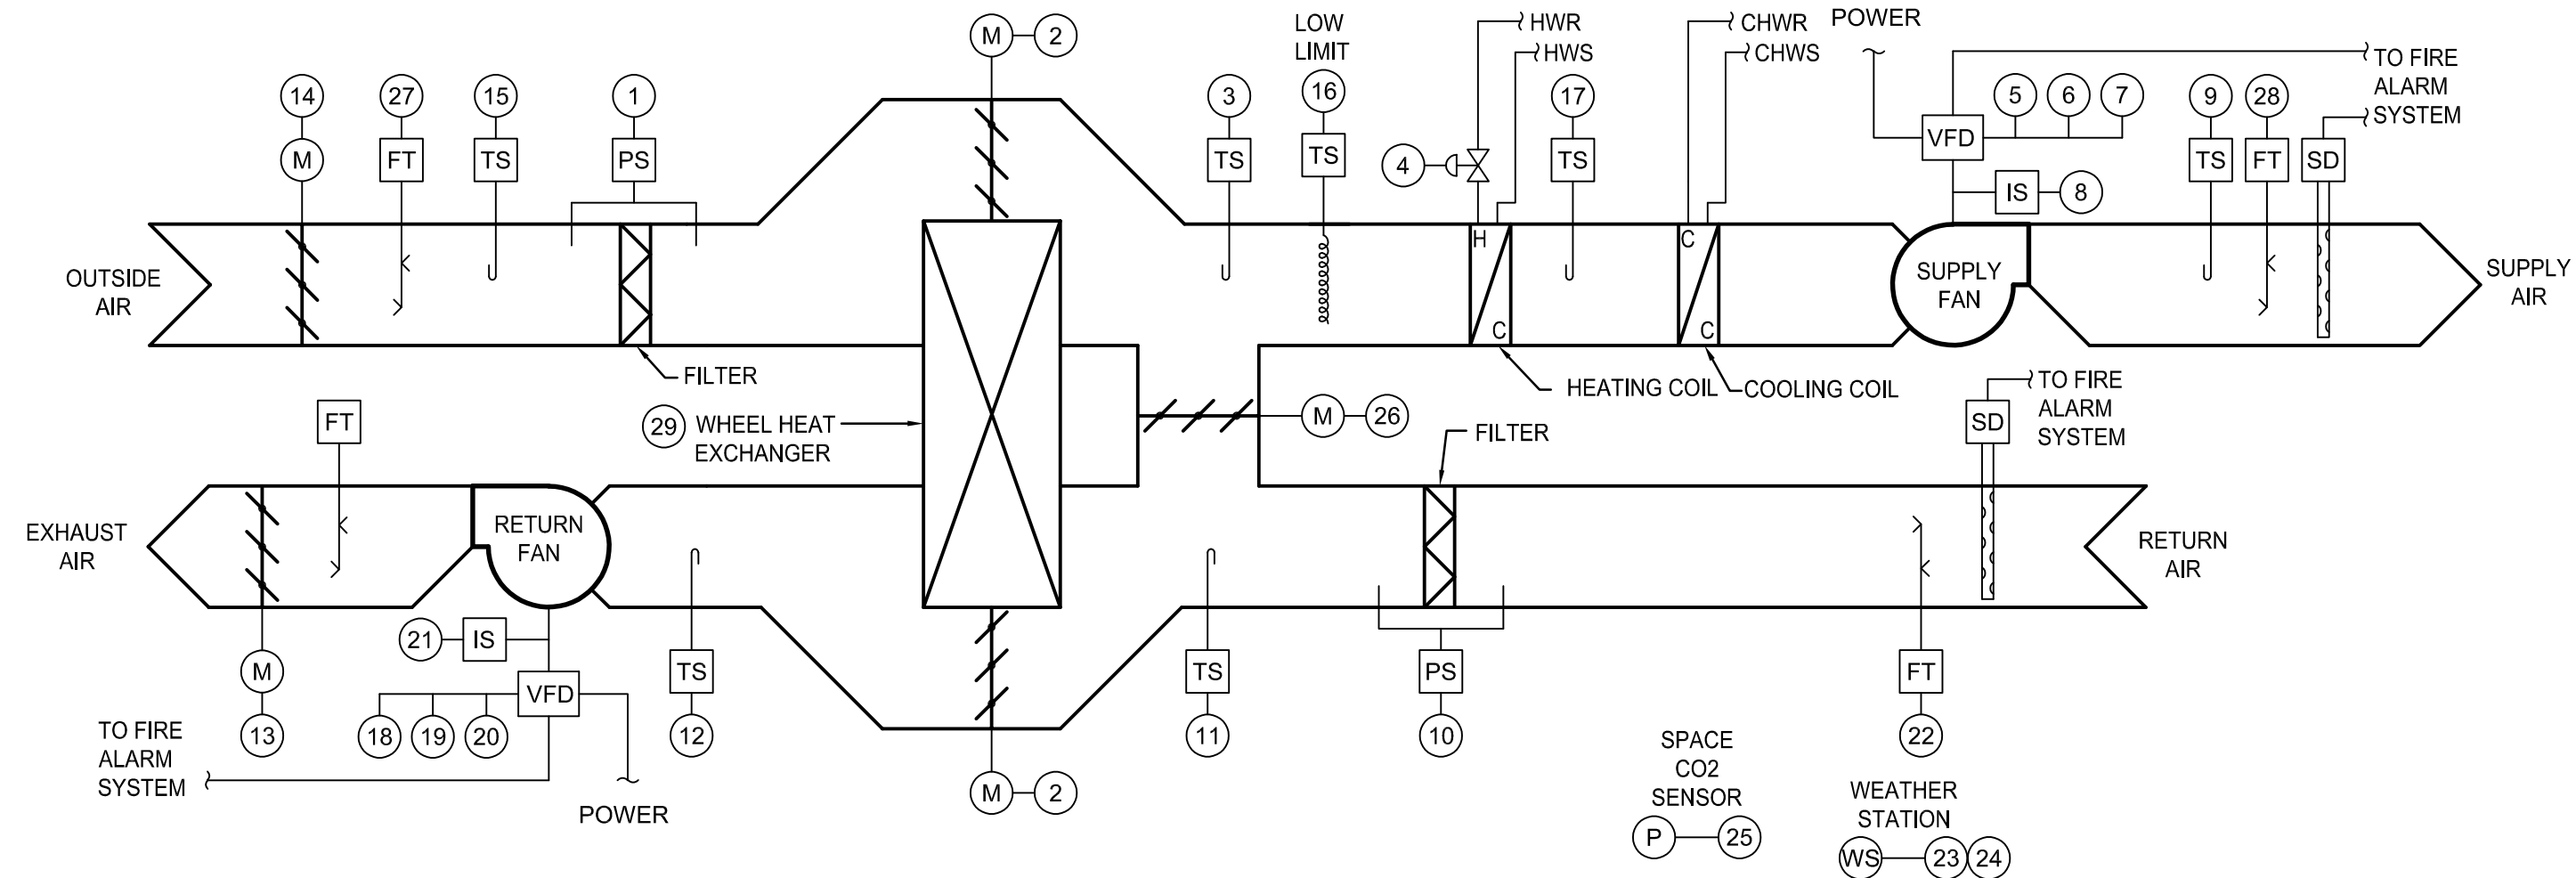 M
2
LOW
LIMIT
HWR
HWS
CHWR
CHWS
POWER
TO FIRE
ALARM
SYSTEM
14
27
15
1
3
16
17
5
6
7
9
28
M
FT
TS
PS
TS
TS
4
TS
VFD
TS
FT
SD
IS
8
OUTSIDE
AIR
H
C
C
C
SUPPLY
FAN
SUPPLY
AIR
FILTER
HEATING COIL
COOLING COIL
29
WHEEL HEAT
EXCHANGER
M
26
FILTER
SD
TO FIRE
ALARM
SYSTEM
FT
EXHAUST
AIR
RETURN
FAN
RETURN
AIR
21
IS
M
VFD
TS
TS
PS
FT
13
18
19
20
12
11
10
22
TO FIRE
ALARM
SYSTEM
POWER
M
2
SPACE
CO2
SENSOR
P
25
WEATHER
STATION
WS
23
24